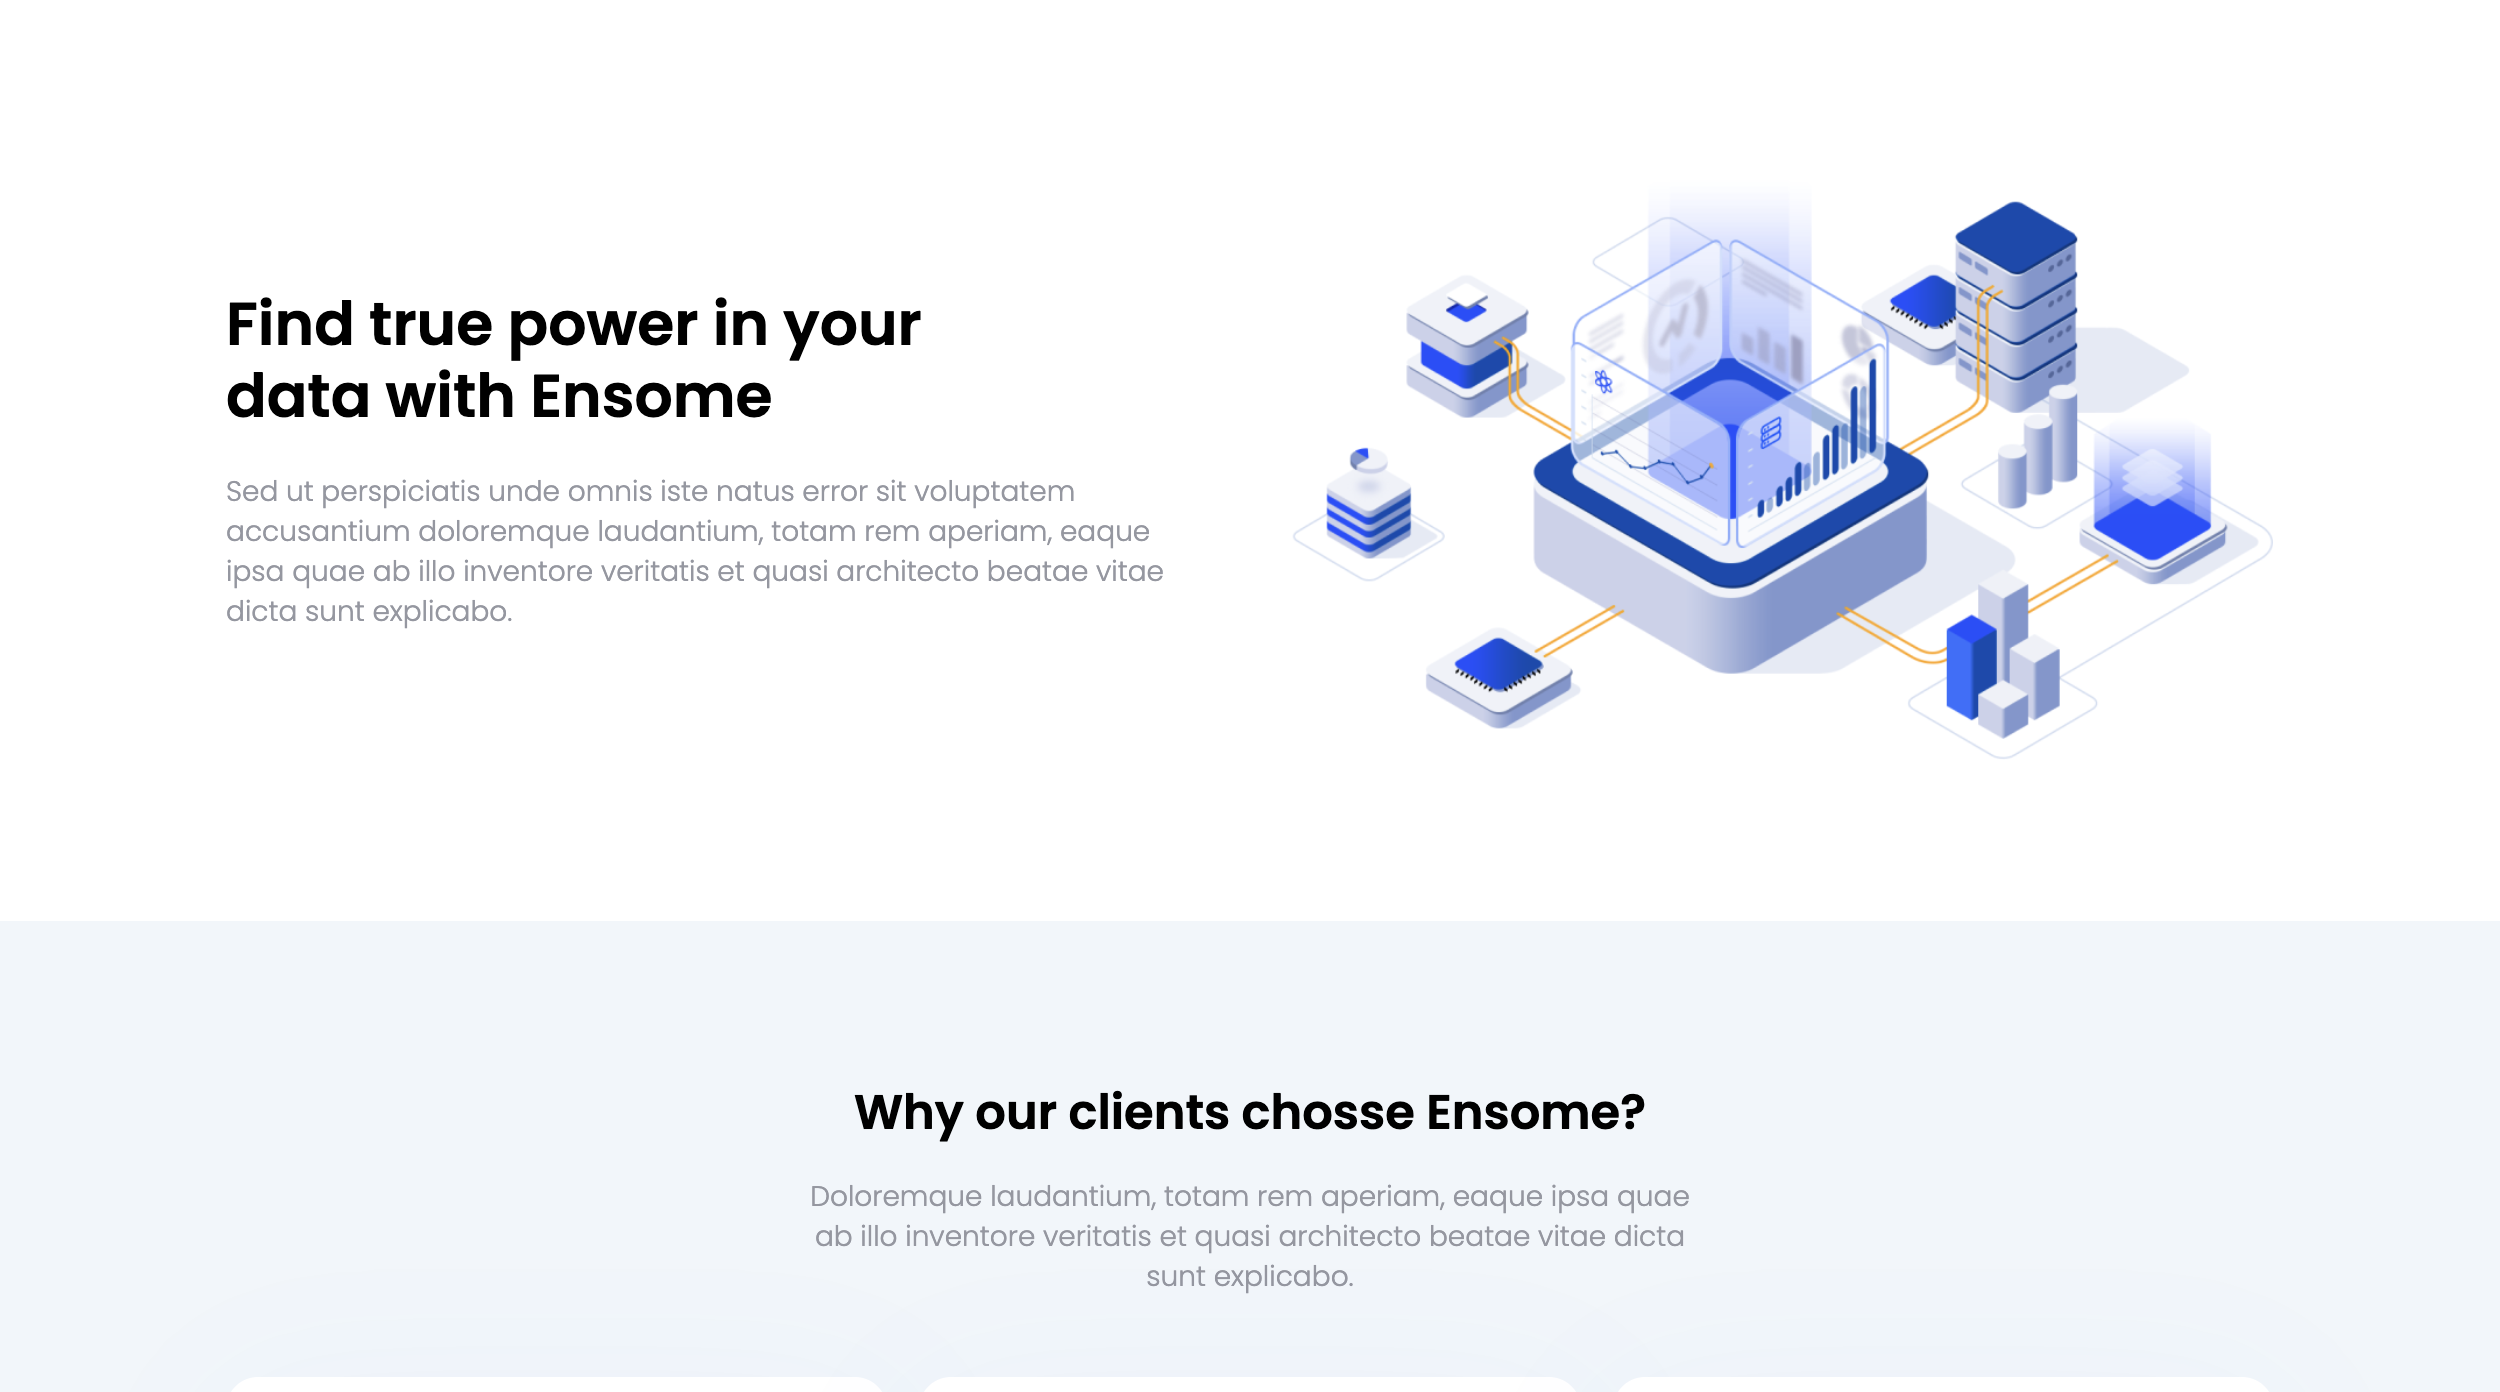 Find true power in your
data with Ensome
Sed ut perspiciatis unde omnis iste natus error sit voluptatem
accusantium doloremque laudantium, totam rem aperiam, eaque
ipsa quae ab illo inventore veritatis et quasi architecto beatae vitae
dicta sunt explicabo.
Why our clients chosse Ensome?
Doloremque laudantium, totam rem aperiam, eaque ipsa quae
ab illo inventore veritatis et quasi architecto beatae vitae dicta
sunt explicabo.